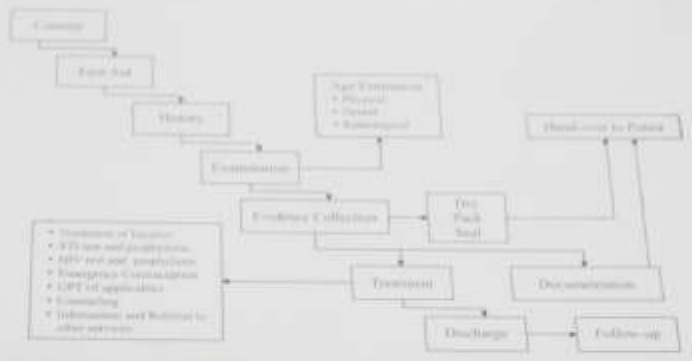 Consent
First Aid
History
Age Estimation
• Physical
• Dental
• Radiological
Hand-over to Police
Examination
Evidence Collection
Dry
Pack
Seal
• Treatment of Injuries
• STI test and prophylaxis
• HIV test and prophylaxis
• Emergency Contraception
• UPT (if applicable)
• Counseling
• Information and Referral to
other services
Treatment
Documentation
Discharge
Follow-up